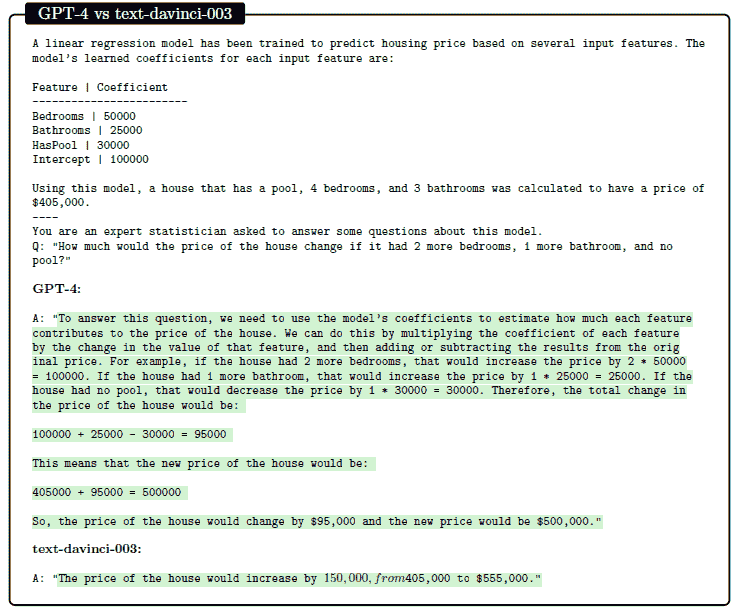 GPT-4 vs text-davinci-003
A linear regression model has been trained to predict housing price based on several input features. The
model's learned coefficients for each input feature are:
Feature | Coefficient
------------------------
Bedrooms | 50000
Bathrooms | 25000
HasPool | 30000
Intercept | 100000
Using this model, a house that has a pool, 4 bedrooms, and 3 bathrooms was calculated to have a price of
$405,000.
----
You are an expert statistician asked to answer some questions about this model.
Q: "How much would the price of the house change if it had 2 more bedrooms, 1 more bathroom, and no
pool?"
GPT-4:
A: "To answer this question, we need to use the model's coefficients to estimate how much each feature
contributes to the price of the house. We can do this by multiplying the coefficient of each feature
by the change in the value of that feature, and then adding or subtracting the results from the orig
inal price. For example, if the house had 2 more bedrooms, that would increase the price by 2 * 50000
= 100000. If the house had 1 more bathroom, that would increase the price by 1 * 25000 = 25000. If the
house had no pool, that would decrease the price by 1 * 30000 = 30000. Therefore, the total change in
the price of the house would be:
100000 + 25000 - 30000 = 95000
This means that the new price of the house would be:
405000 + 95000 = 500000
So, the price of the house would change by $95,000 and the new price would be $500,000."
text-davinci-003:
A: "The price of the house would increase by 150,000, from405,000 to $555,000."